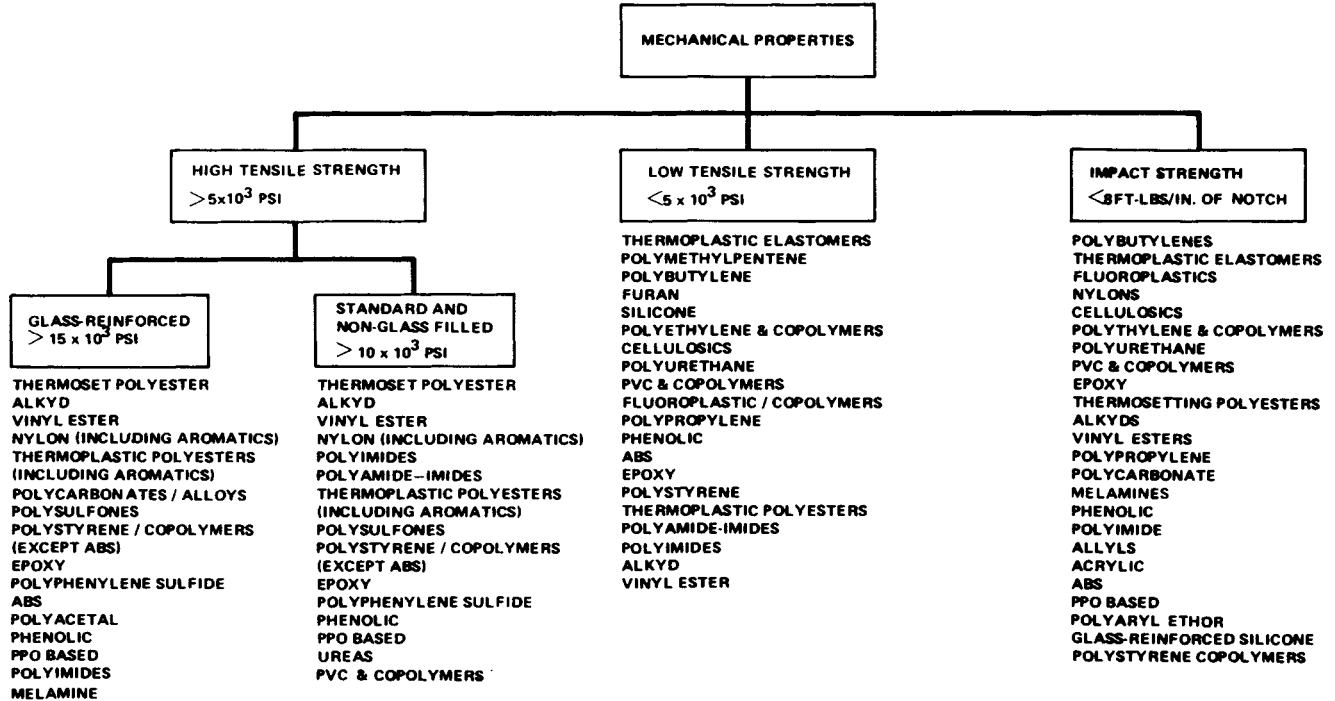 MECHANICAL PROPERTIES
HIGH TENSILE STRENGTH
>5x10³ PSI
LOW TENSILE STRENGTH
<5 x 10³ PSI
IMPACT STRENGTH
<8FT-LBS/IN. OF NOTCH
GLASS-REINFORCED
> 15 x 10³ PSI
STANDARD AND
NON-GLASS FILLED
> 10 x 10³ PSI
THERMOSET POLYESTER
ALKYD
VINYL ESTER
NYLON (INCLUDING AROMATICS)
THERMOPLASTIC POLYESTERS
(INCLUDING AROMATICS)
POLYCARBONATES / ALLOYS
POLYSULFONES
POLYSTYRENE / COPOLYMERS
(EXCEPT ABS)
EPOXY
POLYPHENYLENE SULFIDE
ABS
POLYACETAL
PHENOLIC
PPO BASED
POLYIMIDES
MELAMINE
THERMOSET POLYESTER
ALKYD
VINYL ESTER
NYLON (INCLUDING AROMATICS)
POLYIMIDES
POLYAMIDE-IMIDES
THERMOPLASTIC POLYESTERS
(INCLUDING AROMATICS)
POLYSULFONES
POLYSTYRENE / COPOLYMERS
(EXCEPT ABS)
EPOXY
POLYPHENYLENE SULFIDE
PHENOLIC
PPO BASED
UREAS
PVC & COPOLYMERS
THERMOPLASTIC ELASTOMERS
POLYMETHYLPENTENE
POLYBUTYLENE
FURAN
SILICONE
POLYETHYLENE & COPOLYMERS
CELLULOSICS
POLYURETHANE
PVC & COPOLYMERS
FLUOROPLASTIC / COPOLYMERS
POLYPROPYLENE
PHENOLIC
ABS
EPOXY
POLYSTYRENE
THERMOPLASTIC POLYESTERS
POLYAMIDE-IMIDES
POLYIMIDES
ALKYD
VINYL ESTER
POLYBUTYLENES
THERMOPLASTIC ELASTOMERS
FLUOROPLASTICS
NYLONS
CELLULOSICS
POLYTHYLENE & COPOLYMERS
POLYURETHANE
PVC & COPOLYMERS
EPOXY
THERMOSETTING POLYESTERS
ALKYDS
VINYL ESTERS
POLYPROPYLENE
POLYCARBONATE
MELAMINES
PHENOLIC
POLYIMIDE
ALLYLS
ACRYLIC
ABS
PPO BASED
POLYARYL ETHOR
GLASS-REINFORCED SILICONE
POLYSTYRENE COPOLYMERS